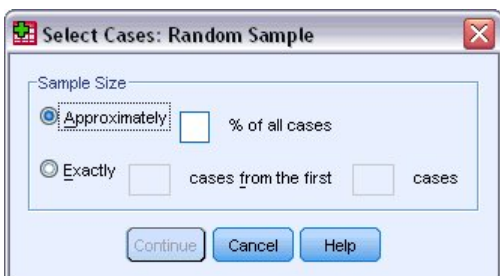 Select Cases: Random Sample
Sample Size
Approximately % of all cases
Exactly cases from the first cases
Continue Cancel Help